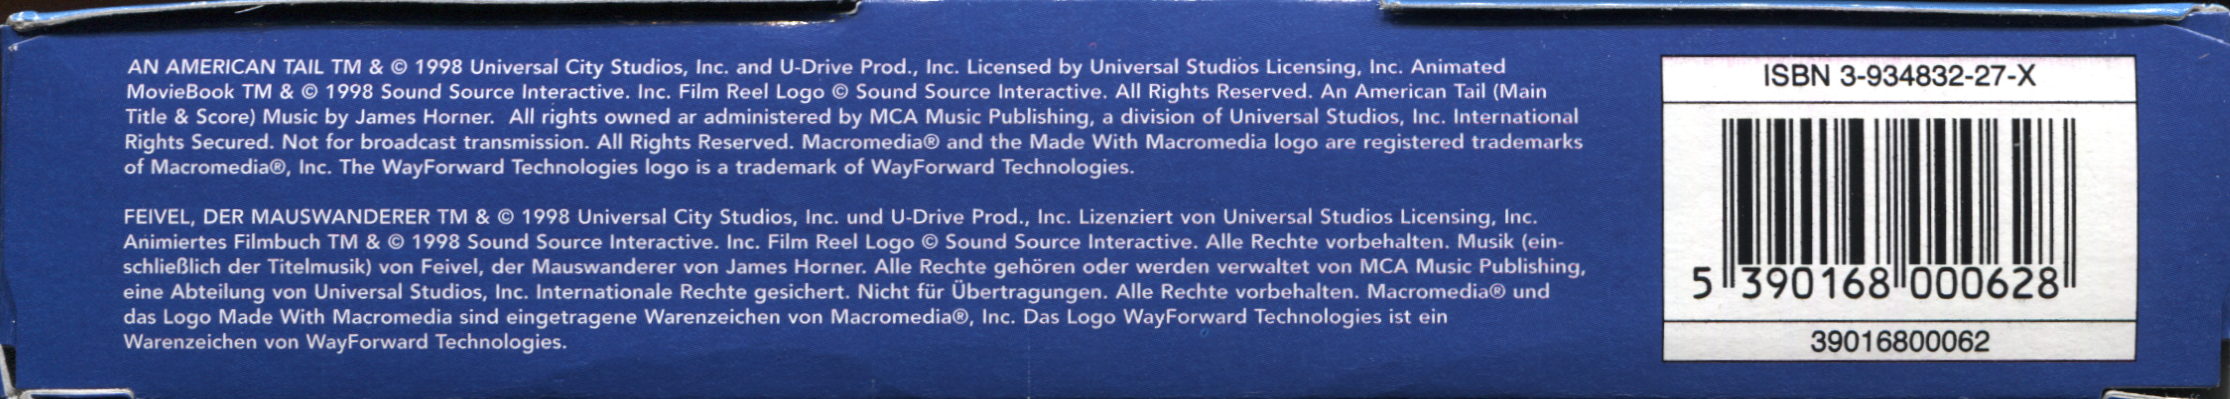 AN AMERICAN TAIL TM & © 1998 Universal City Studios, Inc. and U-Drive Prod., Inc. Licensed by Universal Studios Licensing, Inc. Animated
MovieBook TM & © 1998 Sound Source Interactive. Inc. Film Reel Logo © Sound Source Interactive. All Rights Reserved. An American Tail (Main
Title & Score) Music by James Horner. All rights owned ar administered by MCA Music Publishing, a division of Universal Studios, Inc. International
Rights Secured. Not for broadcast transmission. All Rights Reserved. Macromedia® and the Made With Macromedia logo are registered trademarks
of Macromedia®, Inc. The WayForward Technologies logo is a trademark of WayForward Technologies.
FEIVEL, DER MAUSWANDERER TM & © 1998 Universal City Studios, Inc. und U-Drive Prod., Inc. Lizenziert von Universal Studios Licensing, Inc.
Animiertes Filmbuch TM & © 1998 Sound Source Interactive. Inc. Film Reel Logo © Sound Source Interactive. Alle Rechte vorbehalten. Musik (ein-
schließlich der Titelmusik) von Feivel, der Mauswanderer von James Horner. Alle Rechte gehören oder werden verwaltet von MCA Music Publishing,
eine Abteilung von Universal Studios, Inc. Internationale Rechte gesichert. Nicht für Übertragungen. Alle Rechte vorbehalten. Macromedia® und
das Logo Made With Macromedia sind eingetragene Warenzeichen von Macromedia®, Inc. Das Logo WayForward Technologies ist ein
Warenzeichen von WayForward Technologies.
ISBN 3-934832-27-X
5 390168 000628
39016800062